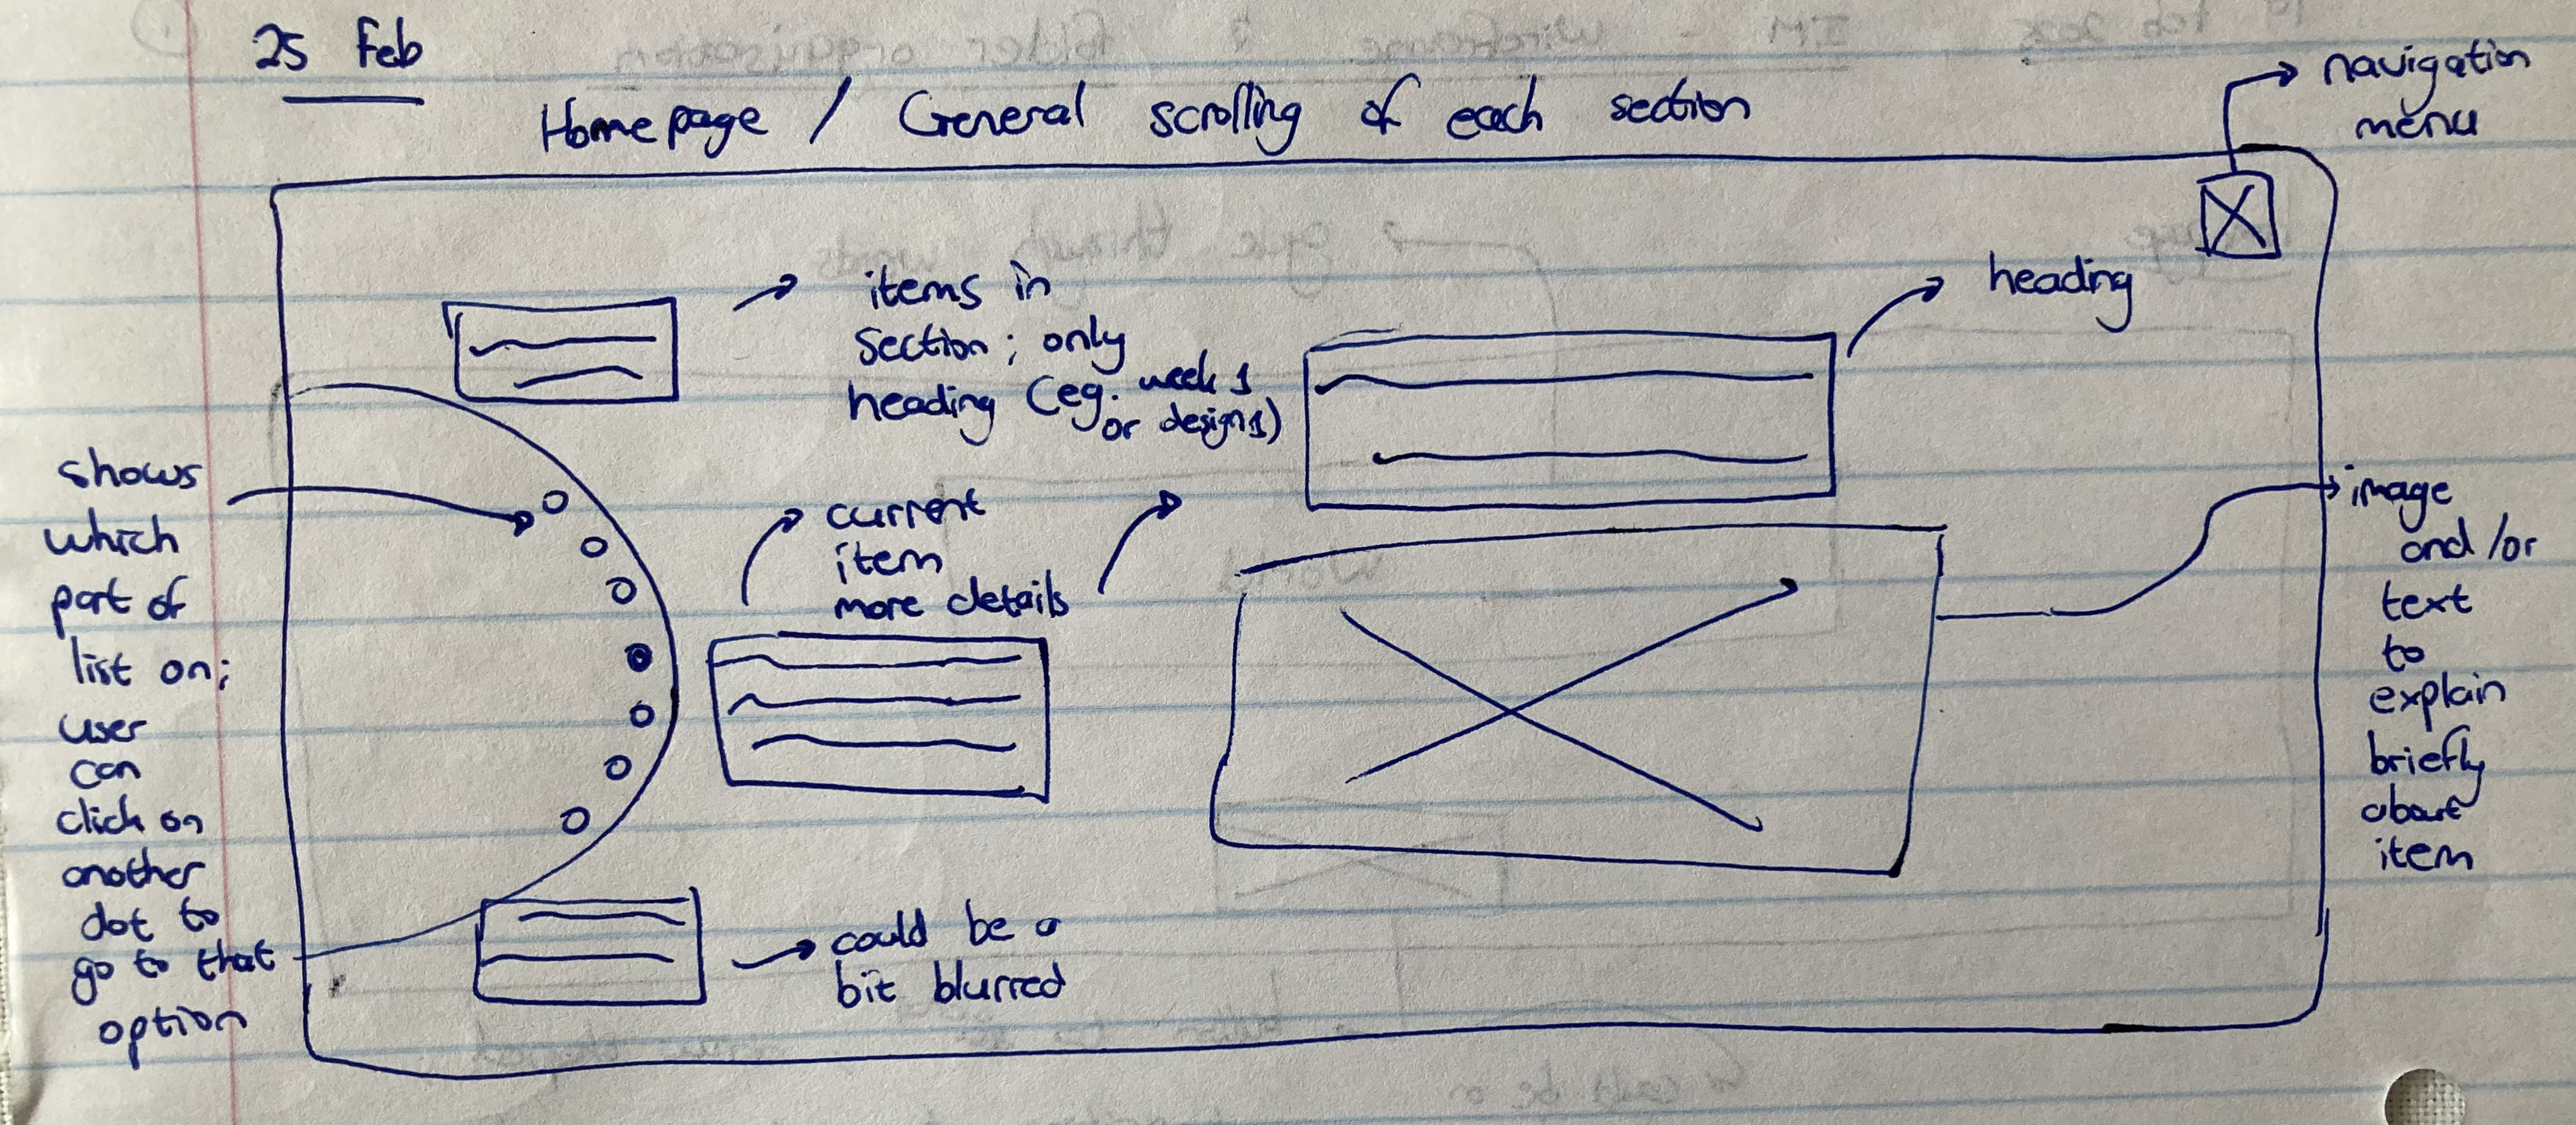 25 Feb
Homepage / General scrolling of each section
navigation
menu
items in
section; only
heading (eg. week 1
or design 1)
heading
shows
which
part of
list on;
user
can
click on
another
dot to
go to that
option
current
item
more details
image
and/or
text
to
explain
briefly
about
item
could be a
bit blurred